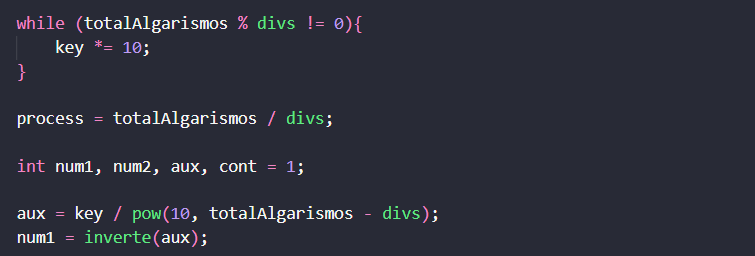 while (totalAlgarismos % divs != 0){
    key *= 10;
}
process = totalAlgarismos / divs;
int num1, num2, aux, cont = 1;
aux = key / pow(10, totalAlgarismos - divs);
num1 = inverte(aux);